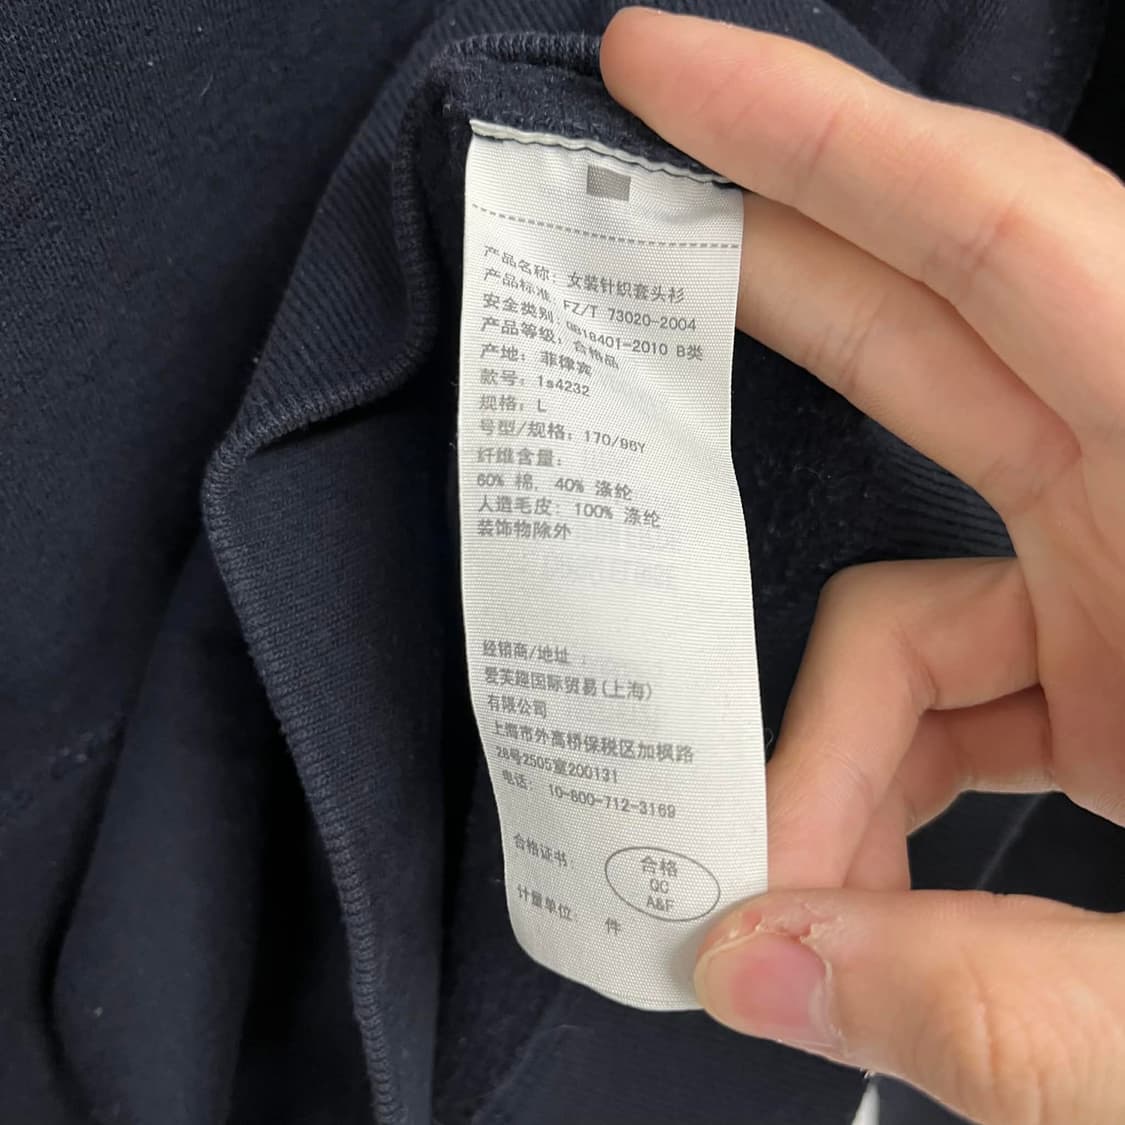 产品名称：女装针织套头衫
产品标准：FZ/T 73020-2004
安全类别：GB18401-2010 B类
产品等级：合格品
产地：菲律宾
款号：1s4232
规格：L
号型/规格：170/96Y
纤维含量：
60% 棉，40% 涤纶
人造毛皮：100% 涤纶
装饰物除外
经销商/地址：
爱芙趣国际贸易(上海)
有限公司
上海市外高桥保税区加枫路
28号2505室200131
电话：10-800-712-3169
合格证书
合格
QC
A&F
计量单位：件